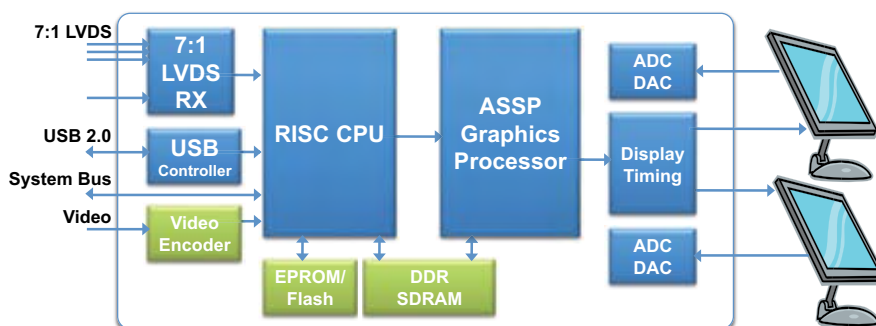 7:1 LVDS
7:1
LVDS
RX
USB 2.0
USB
Controller
System Bus
Video
Video
Encoder
RISC CPU
EPROM/
Flash
DDR
SDRAM
ASSP
Graphics
Processor
ADC
DAC
Display
Timing
ADC
DAC